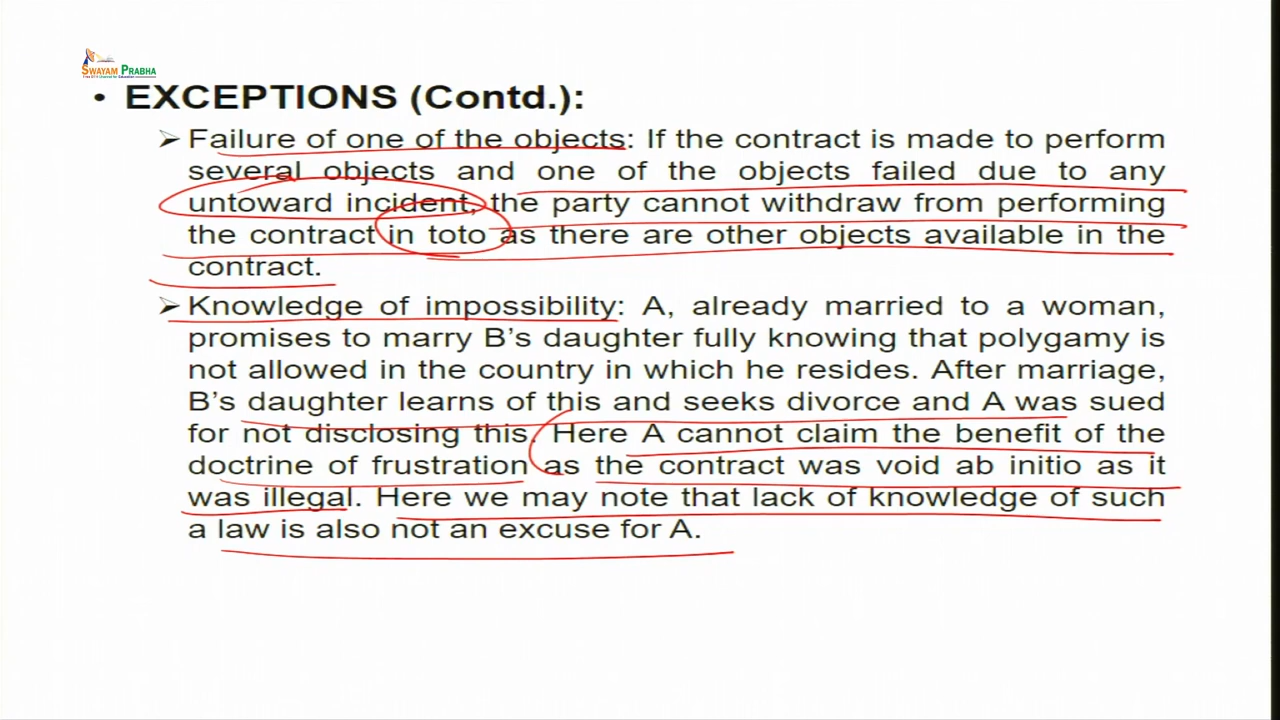 SWAYAM PRABHA
• EXCEPTIONS (Contd.):
➢ Failure of one of the objects: If the contract is made to perform
several objects and one of the objects failed due to any
untoward incident, the party cannot withdraw from performing
the contract in toto as there are other objects available in the
contract.
➢ Knowledge of impossibility: A, already married to a woman,
promises to marry B’s daughter fully knowing that polygamy is
not allowed in the country in which he resides. After marriage,
B’s daughter learns of this and seeks divorce and A was sued
for not disclosing this. Here A cannot claim the benefit of the
doctrine of frustration as the contract was void ab initio as it
was illegal. Here we may note that lack of knowledge of such
a law is also not an excuse for A.